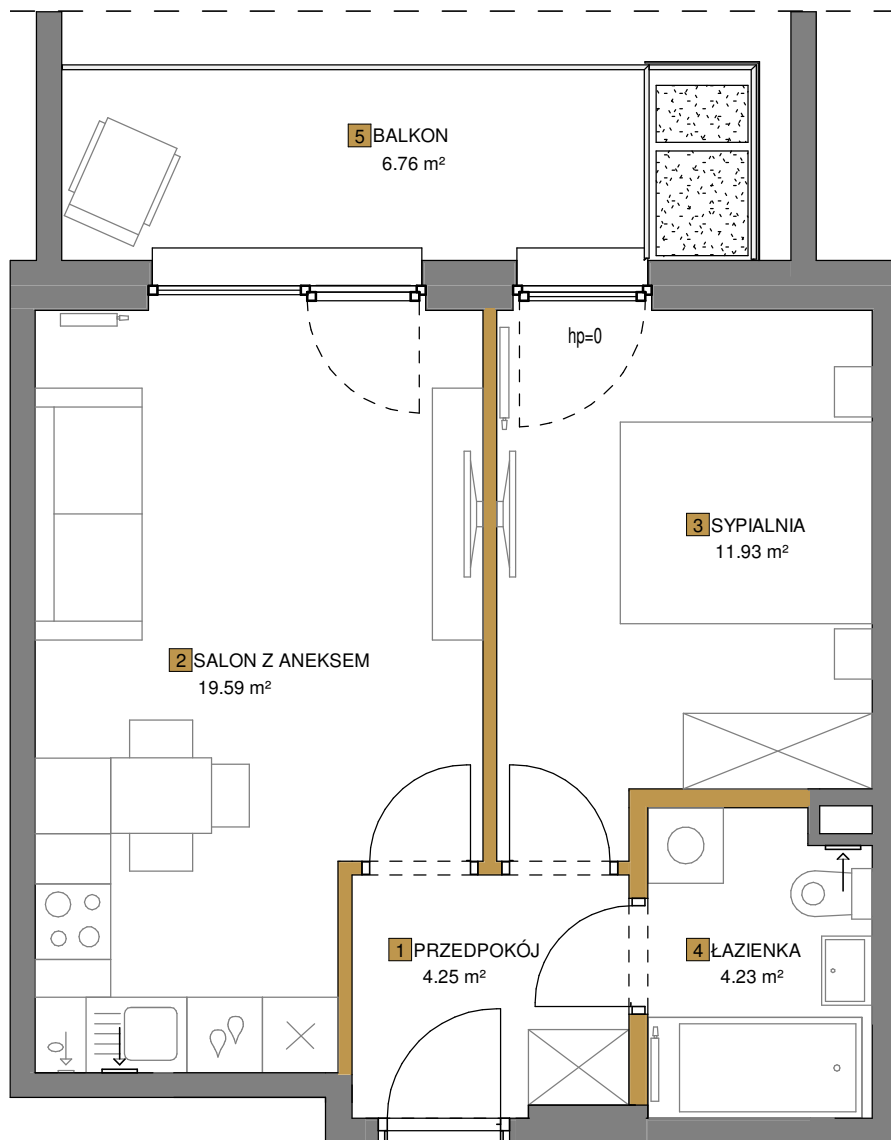 5 BALKON
6.76 m²
hp=0
3 SYPIALNIA
11.93 m²
2 SALON Z ANEKSEM
19.59 m²
1 PRZEDPOKÓJ
4.25 m²
4 ŁAZIENKA
4.23 m²